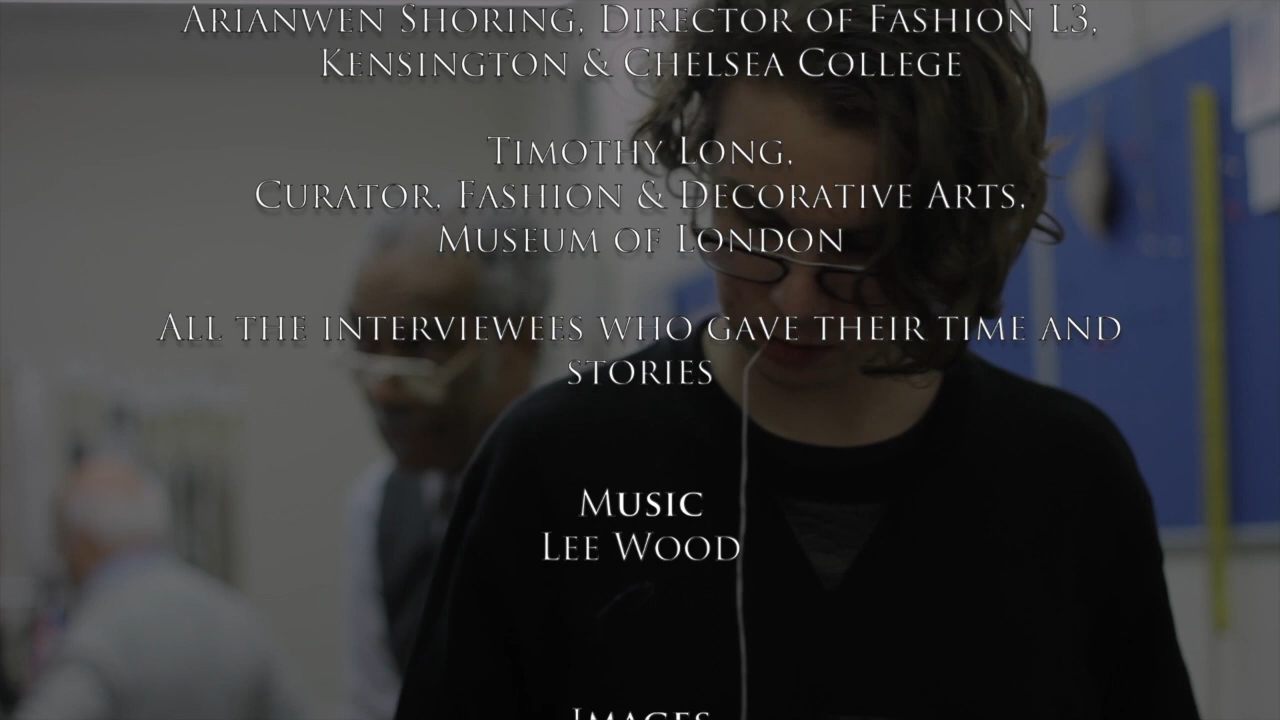 Arianwen Shoring, Director of Fashion L3,
Kensington & Chelsea College
Timothy Long,
Curator, Fashion & Decorative Arts,
Museum of London
All the interviewees who gave their time and
stories
Music
Lee Wood
Images